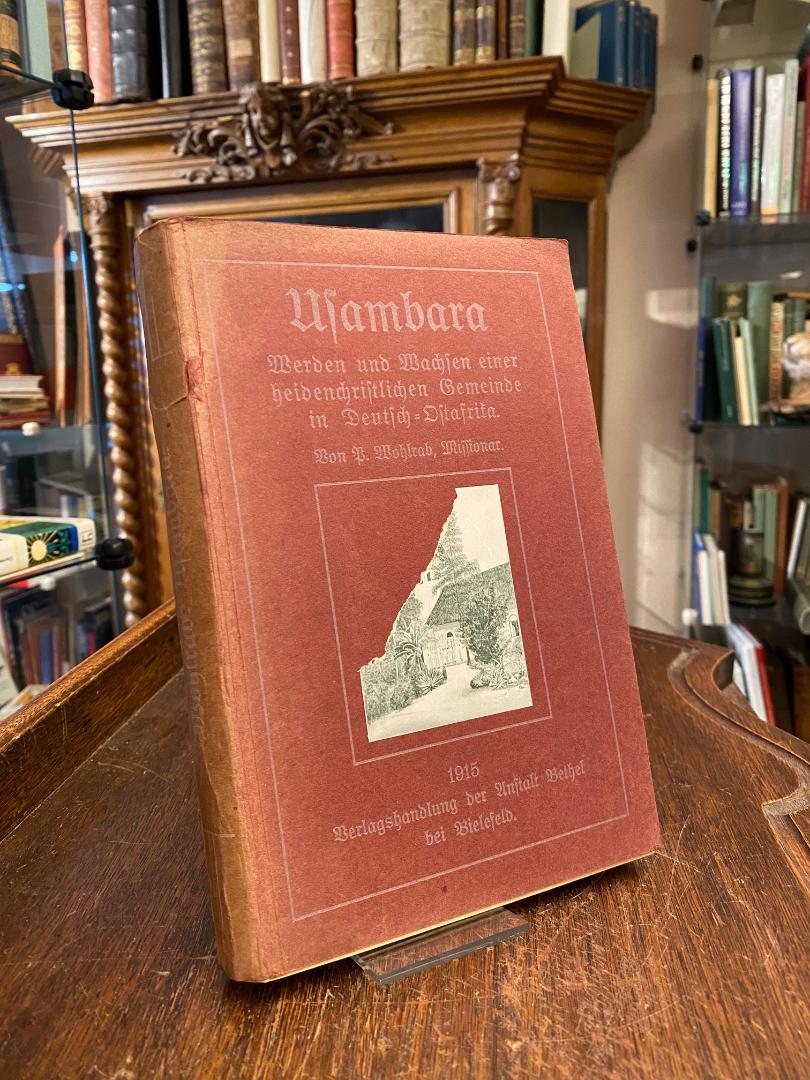 Uſambara
Werden und Wachſen einer
heidenchriſtlichen Gemeinde
in Deutſch-Oſtafrika.
Von P. Wohlrab, Miſſionar.
1915
Verlagshandlung der Anſtalt Bethel
bei Bielefeld.